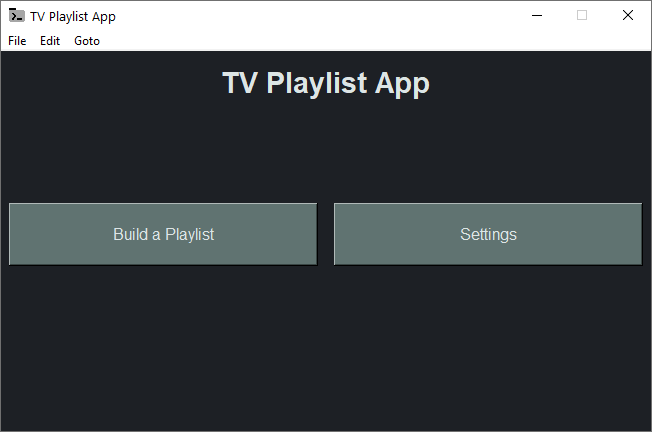 TV Playlist App
File Edit Goto
TV Playlist App
Build a Playlist Settings